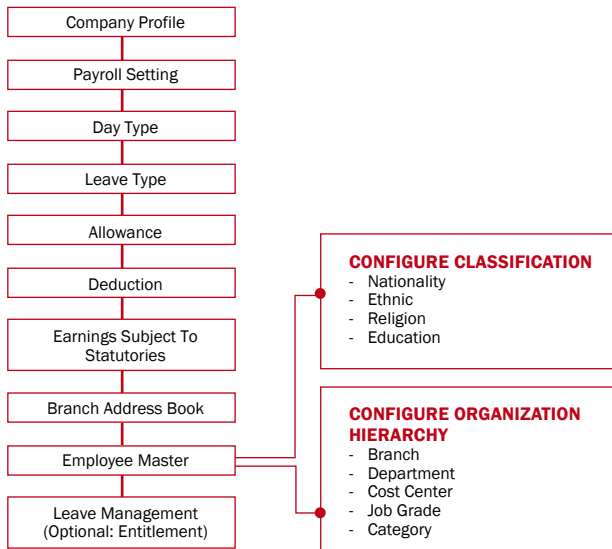 Company Profile
Payroll Setting
Day Type
Leave Type
Allowance
Deduction
Earnings Subject To
Statutories
Branch Address Book
Employee Master
Leave Management
(Optional: Entitlement)
CONFIGURE CLASSIFICATION
- Nationality
- Ethnic
- Religion
- Education
CONFIGURE ORGANIZATION
HIERARCHY
- Branch
- Department
- Cost Center
- Job Grade
- Category